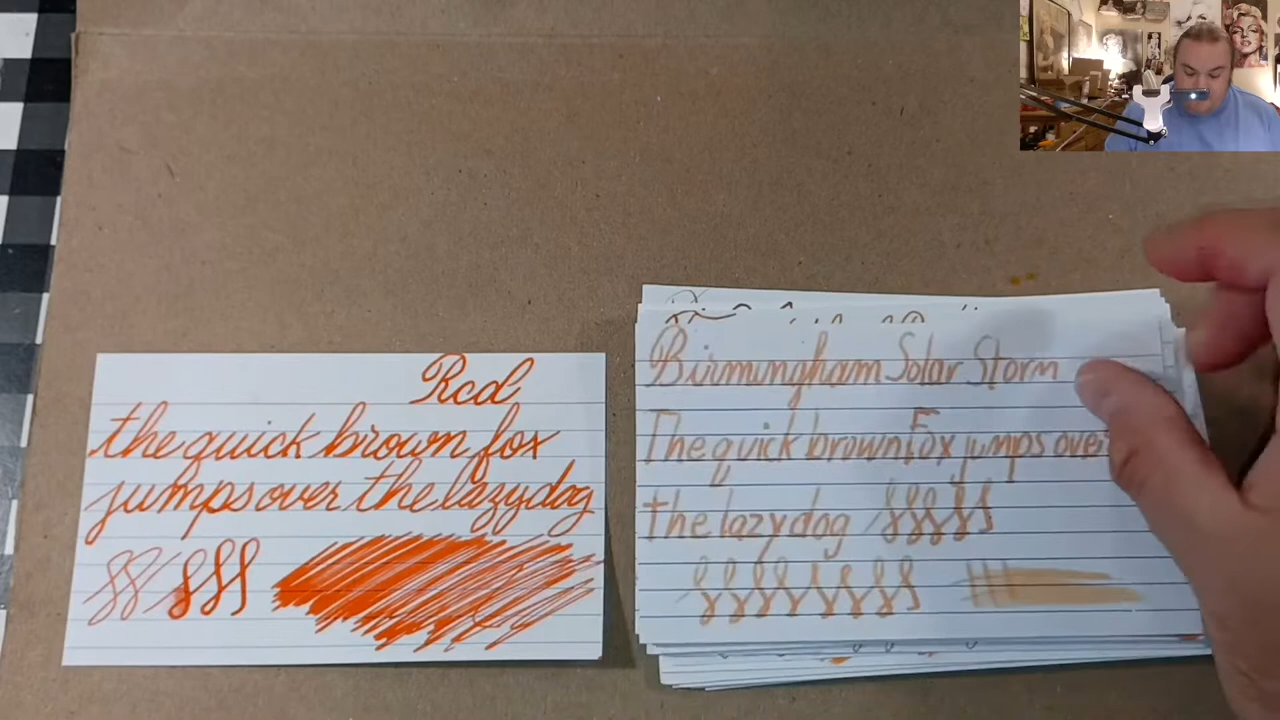 Red
the quick brown fox
jumps over the lazy dog
Birmingham Solar Storm
The quick brown Fox jumps over
the lazy dog